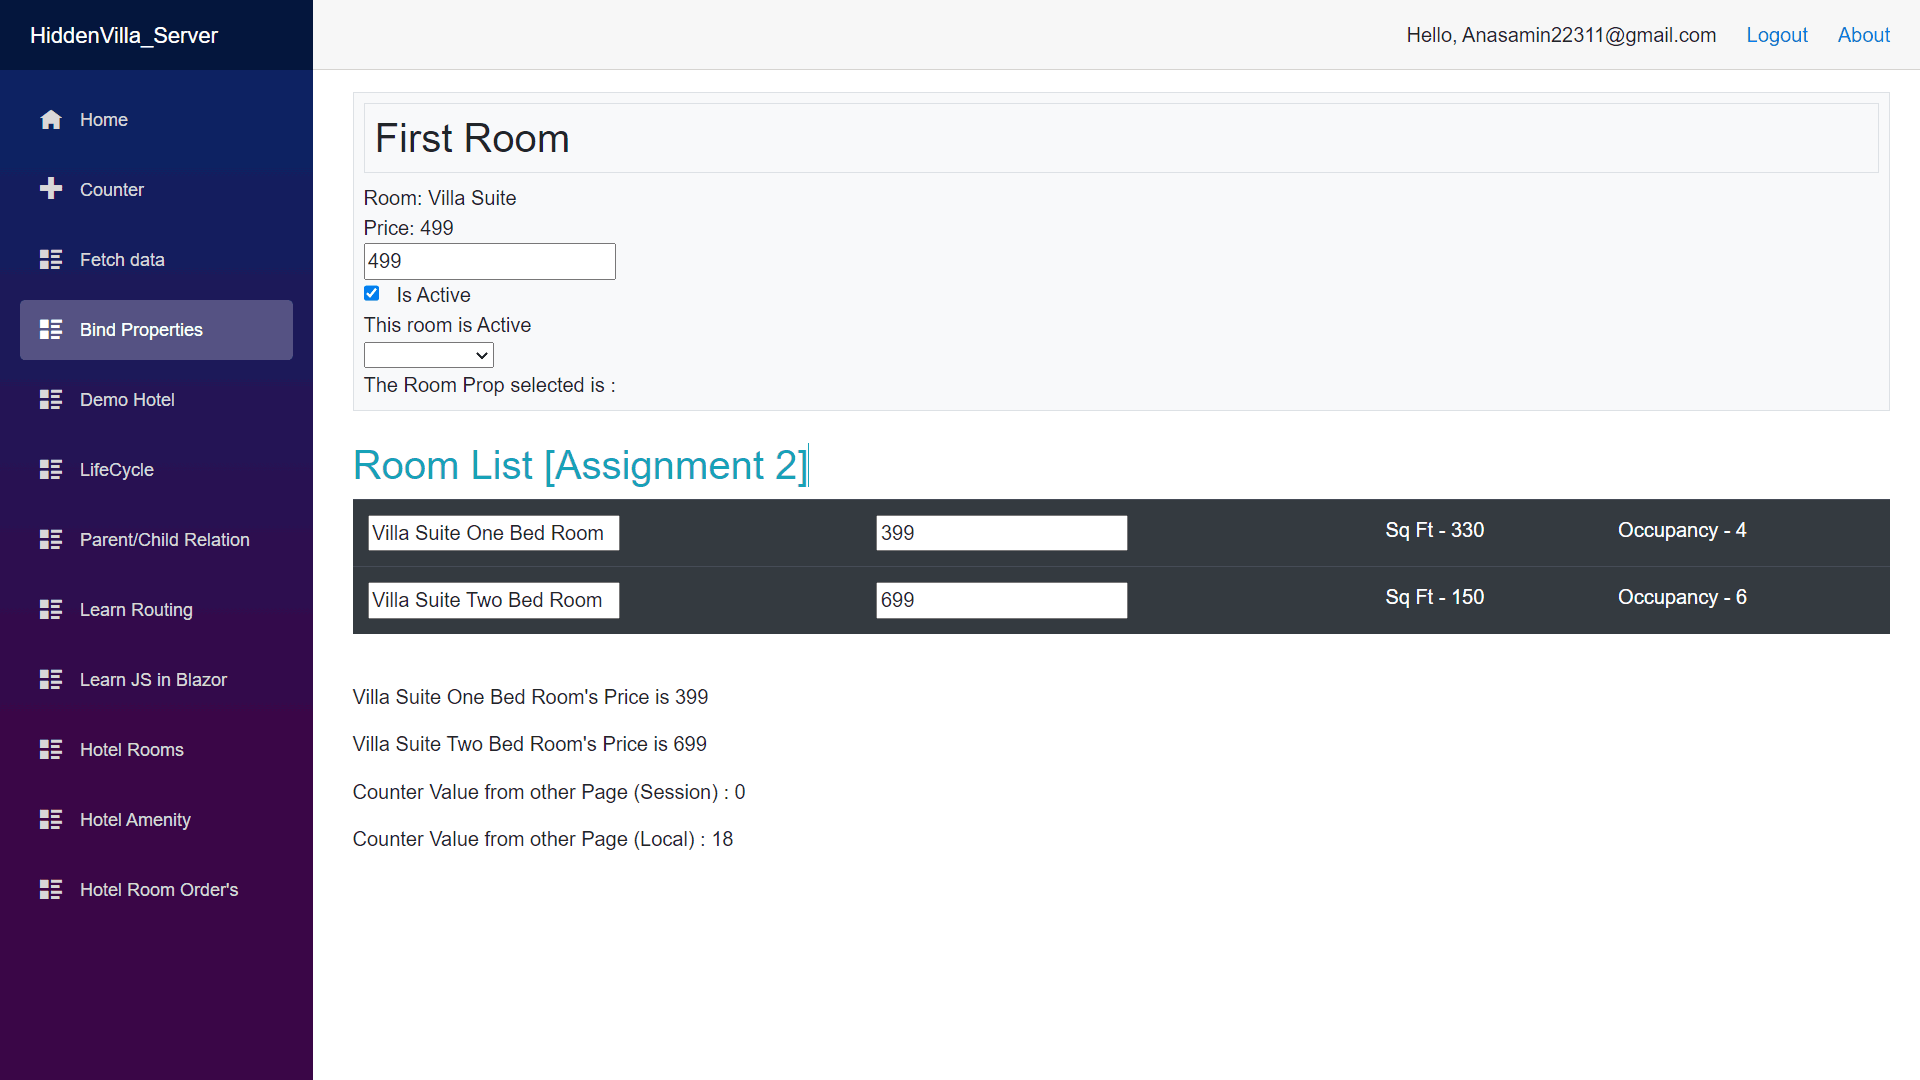 HiddenVilla_Server
Hello, Anasamin22311@gmail.com Logout About
Home
Counter
Fetch data
Bind Properties
Demo Hotel
LifeCycle
Parent/Child Relation
Learn Routing
Learn JS in Blazor
Hotel Rooms
Hotel Amenity
Hotel Room Order's
First Room
Room: Villa Suite
Price: 499
499
Is Active
This room is Active
The Room Prop selected is :
Room List [Assignment 2]
Villa Suite One Bed Room 399 Sq Ft - 330 Occupancy - 4
Villa Suite Two Bed Room 699 Sq Ft - 150 Occupancy - 6
Villa Suite One Bed Room's Price is 399
Villa Suite Two Bed Room's Price is 699
Counter Value from other Page (Session) : 0
Counter Value from other Page (Local) : 18